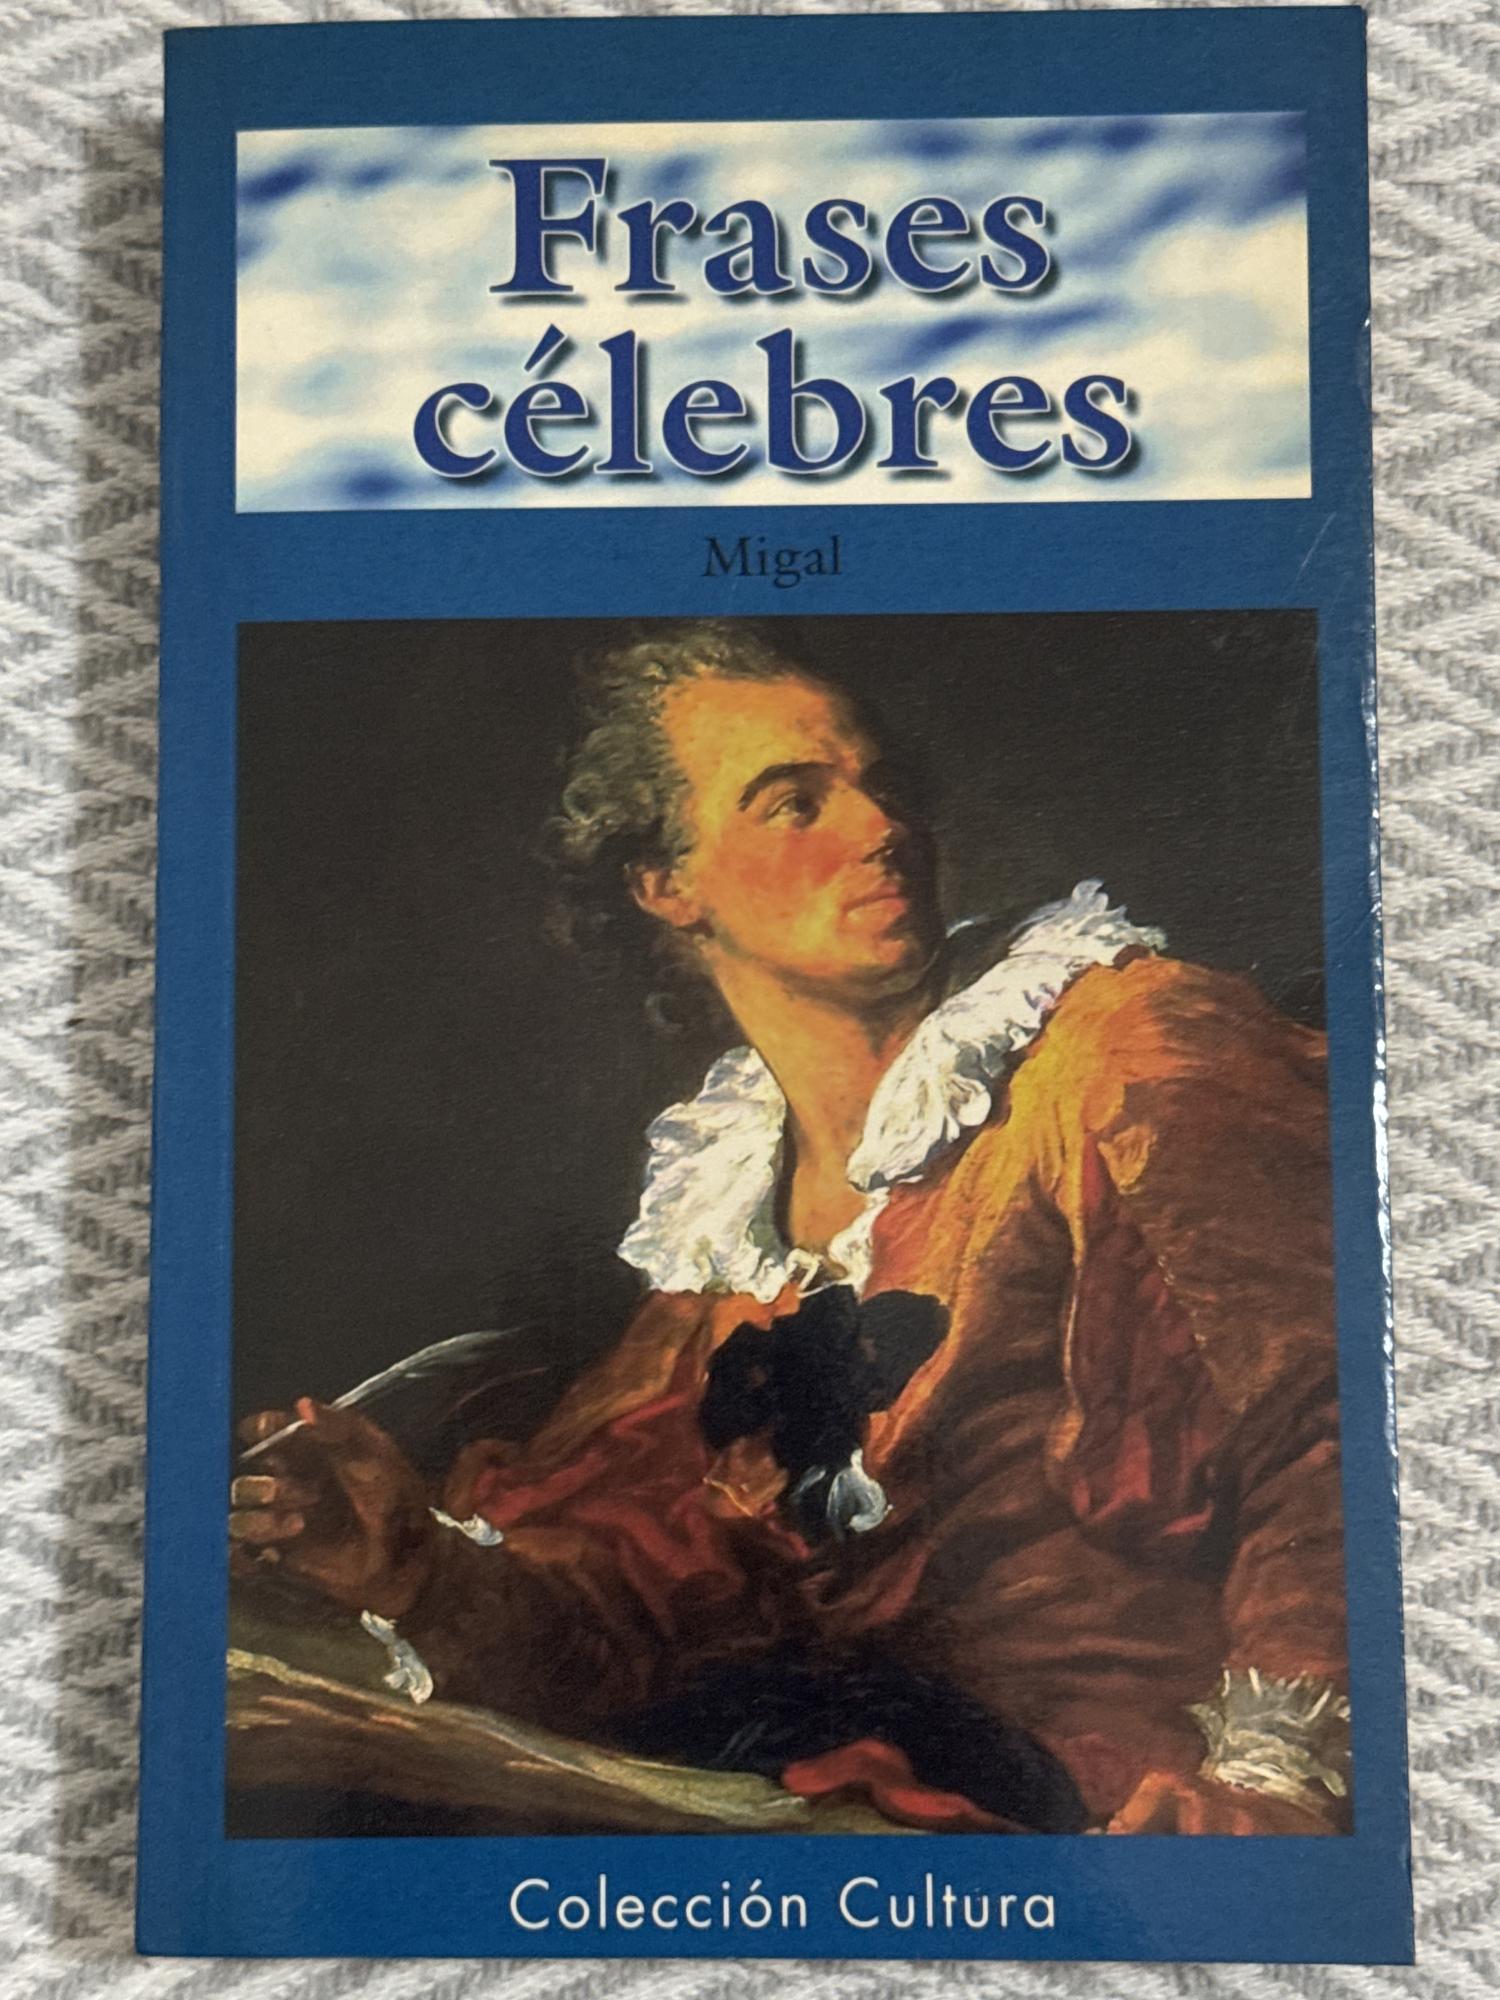 Frases
célebres
Migal
Colección Cultura